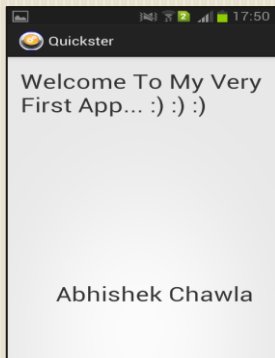 17:50
Quickster
Welcome To My Very
First App... :) :) :)
Abhishek Chawla